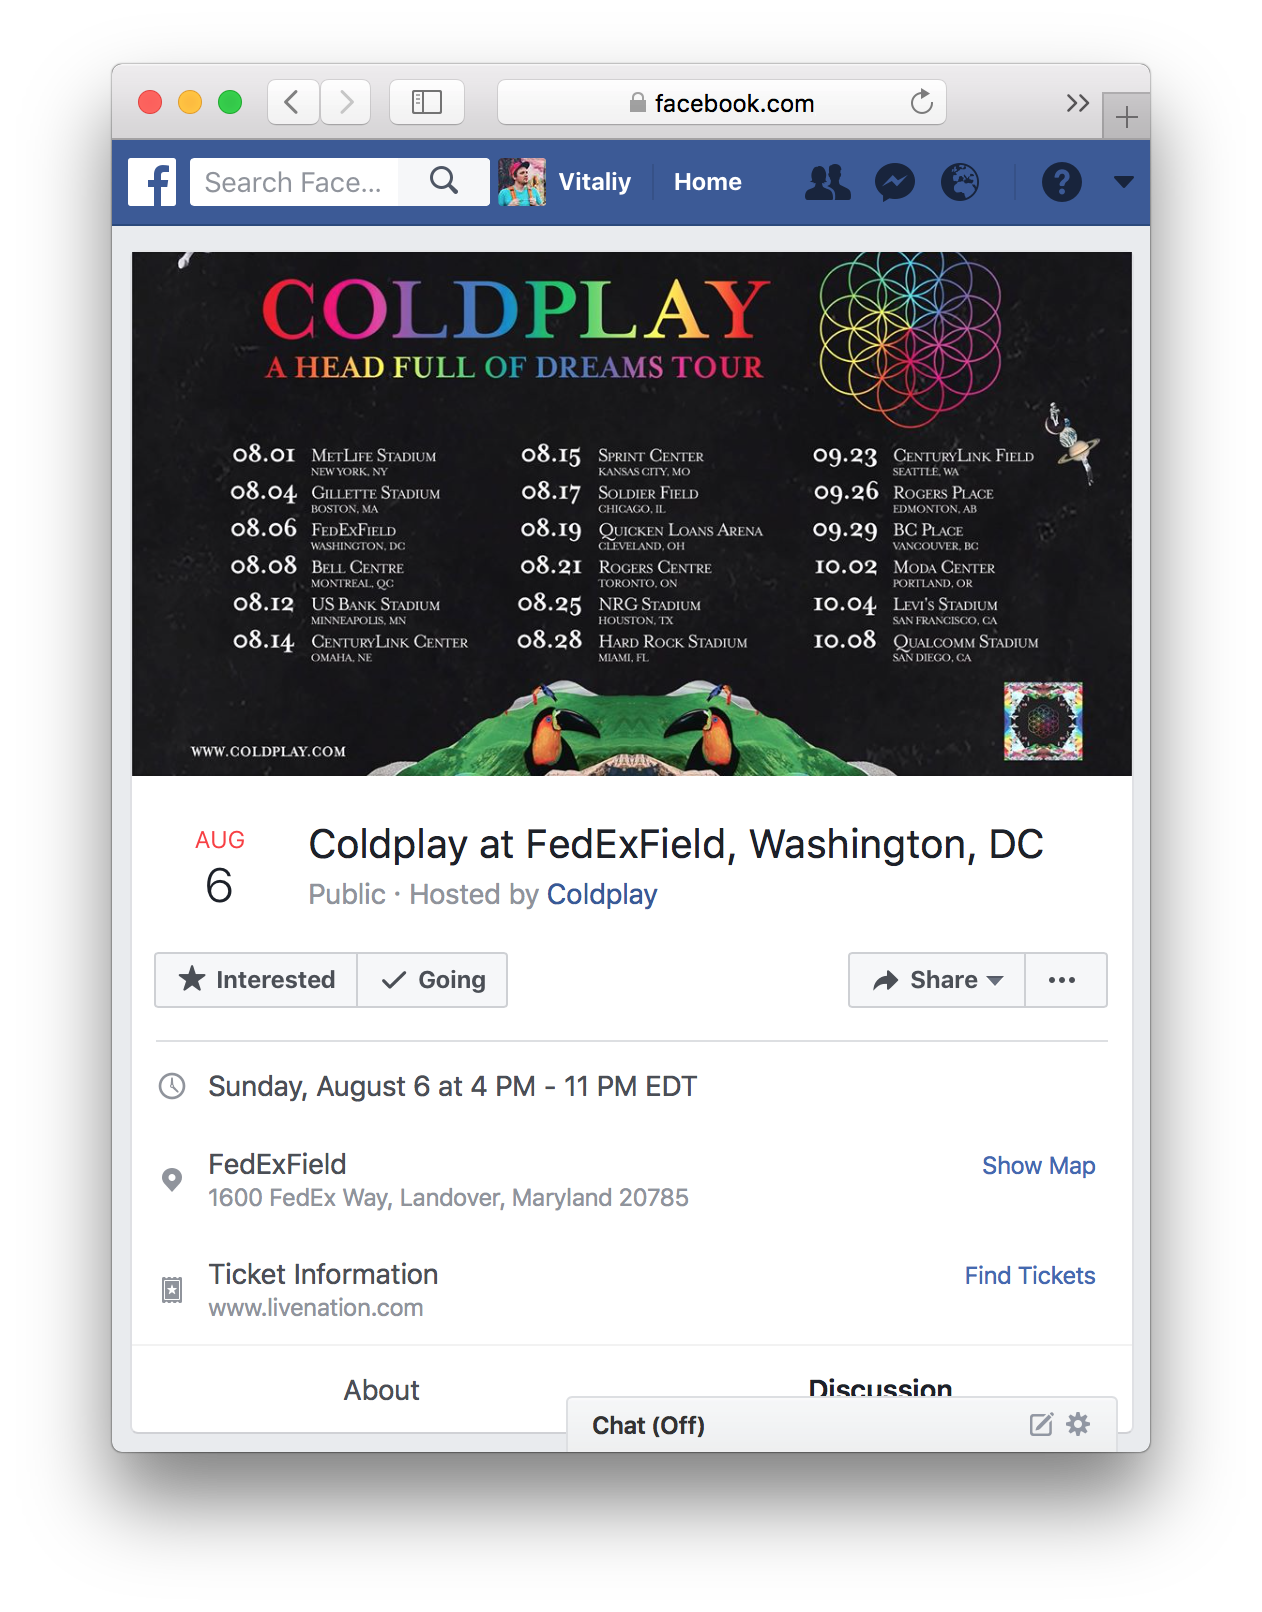 facebook.com
Search Face...
Vitaliy
Home
COLDPLAY
A HEAD FULL OF DREAMS TOUR
08.01 METLIFE STADIUM
NEW YORK, NY
08.04 GILLETTE STADIUM
BOSTON, MA
08.06 FEDEXFIELD
WASHINGTON, DC
08.08 BELL CENTRE
MONTREAL, QC
08.12 US BANK STADIUM
MINNEAPOLIS, MN
08.14 CENTURYLINK CENTER
OMAHA, NE
08.15 SPRINT CENTER
KANSAS CITY, MO
08.17 SOLDIER FIELD
CHICAGO, IL
08.19 QUICKEN LOANS ARENA
CLEVELAND, OH
08.21 ROGERS CENTRE
TORONTO, ON
08.25 NRG STADIUM
HOUSTON, TX
08.28 HARD ROCK STADIUM
MIAMI, FL
09.23 CENTURYLINK FIELD
SEATTLE, WA
09.26 ROGERS PLACE
EDMONTON, AB
09.29 BC PLACE
VANCOUVER, BC
10.02 MODA CENTER
PORTLAND, OR
10.04 LEVI'S STADIUM
SAN FRANCISCO, CA
10.08 QUALCOMM STADIUM
SAN DIEGO, CA
WWW.COLDPLAY.COM
AUG
6
Coldplay at FedExField, Washington, DC
Public · Hosted by Coldplay
Interested
Going
Share
Sunday, August 6 at 4 PM - 11 PM EDT
FedExField
1600 FedEx Way, Landover, Maryland 20785
Show Map
Ticket Information
www.livenation.com
Find Tickets
About
Discussion
Chat (Off)